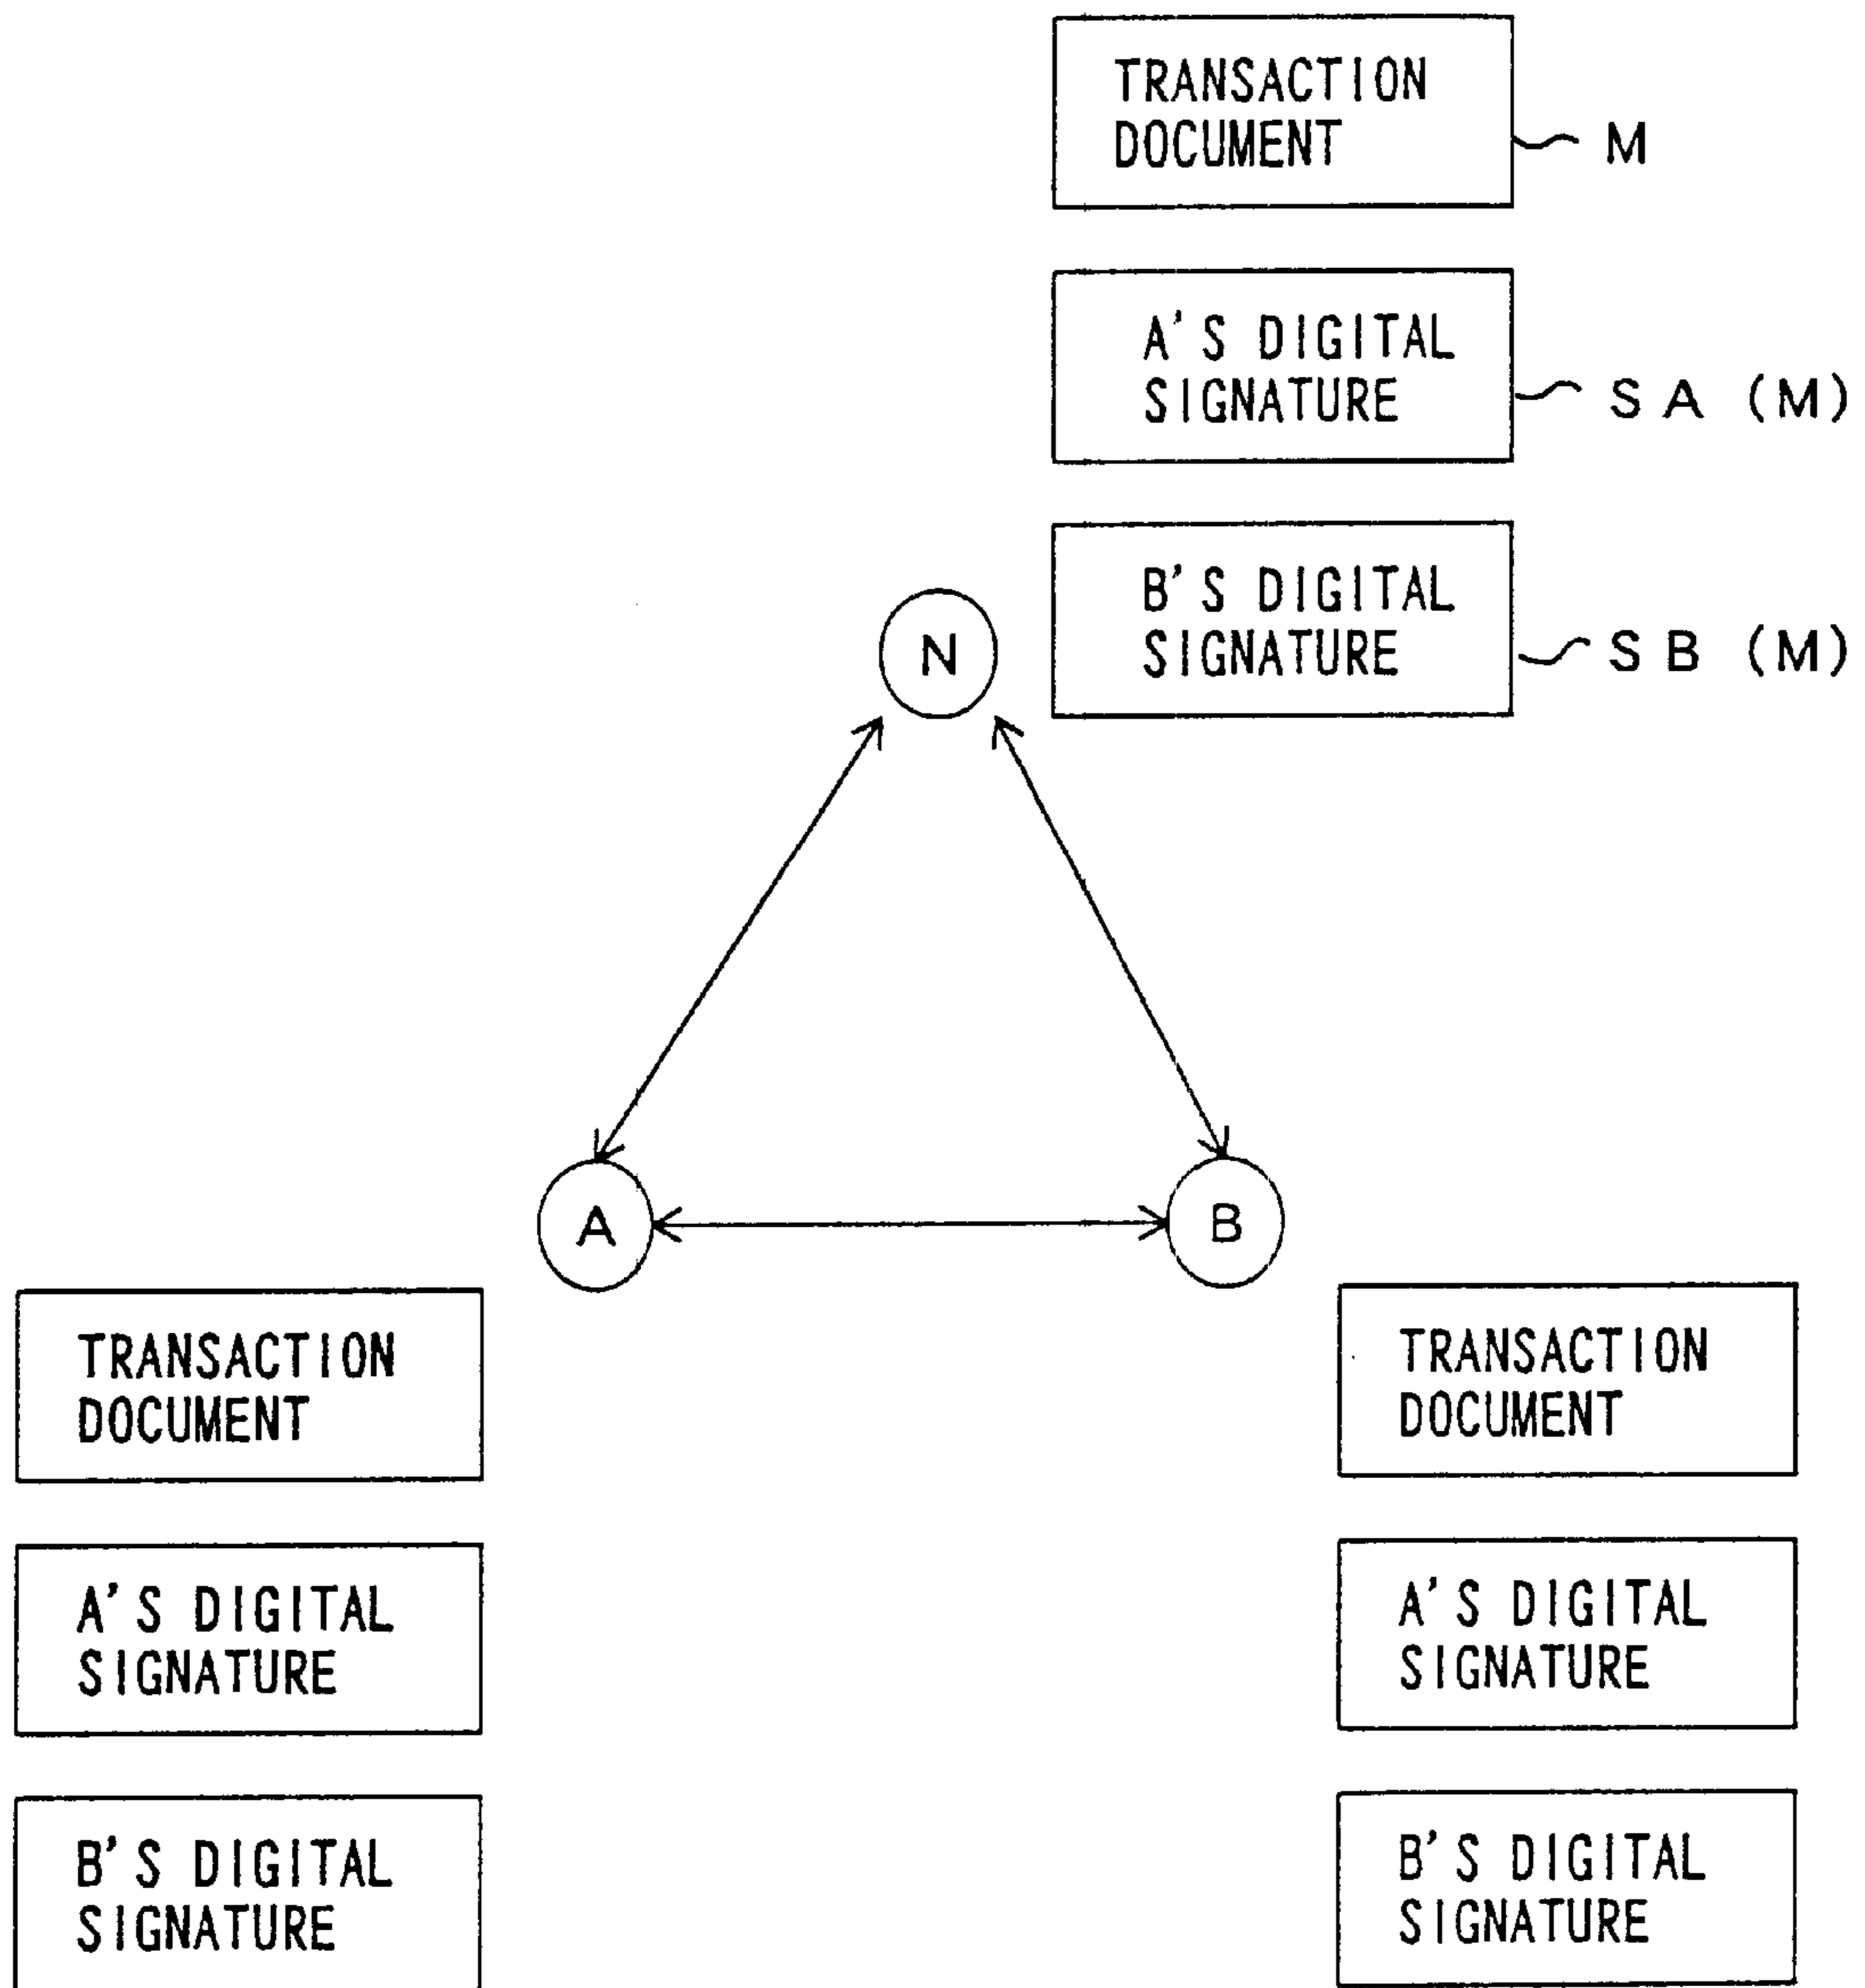 TRANSACTION
DOCUMENT
M
A'S DIGITAL
SIGNATURE
SA (M)
B'S DIGITAL
SIGNATURE
SB (M)
N
A
B
TRANSACTION
DOCUMENT
A'S DIGITAL
SIGNATURE
B'S DIGITAL
SIGNATURE
TRANSACTION
DOCUMENT
A'S DIGITAL
SIGNATURE
B'S DIGITAL
SIGNATURE